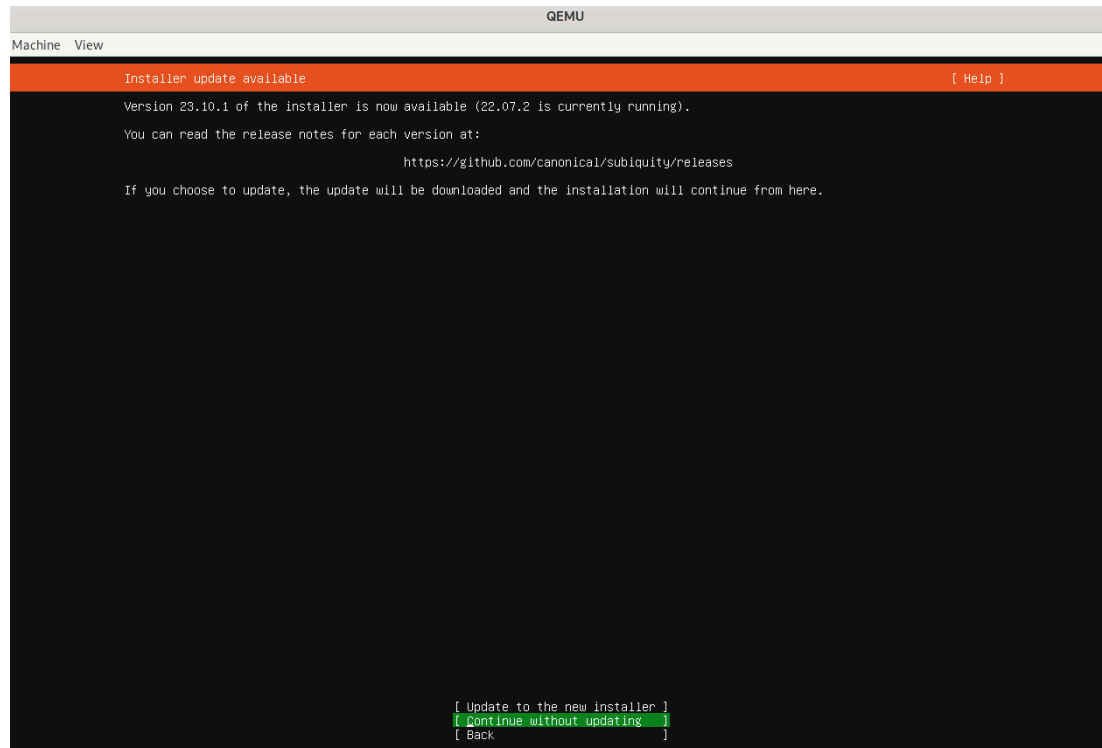 QEMU
Machine View
Installer update available [ Help ]
Version 23.10.1 of the installer is now available (22.07.2 is currently running).
You can read the release notes for each version at:
https://github.com/canonical/subiquity/releases
If you choose to update, the update will be downloaded and the installation will continue from here.
[ Update to the new installer ]
[ Continue without updating ]
[ Back ]